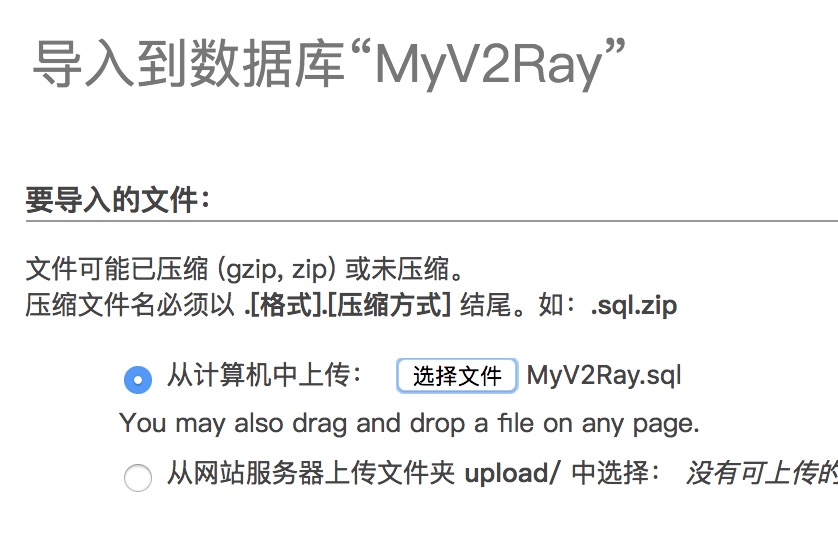 导入到数据库“MyV2Ray”
要导入的文件：
文件可能已压缩 (gzip, zip) 或未压缩。
压缩文件名必须以 .[格式].[压缩方式] 结尾。如：.sql.zip
从计算机中上传： 选择文件 MyV2Ray.sql
You may also drag and drop a file on any page.
从网站服务器上传文件夹 upload/ 中选择： 没有可上传的